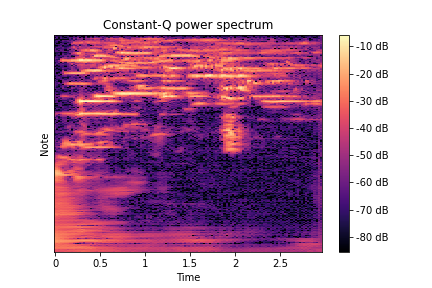 Constant-Q power spectrum
Note
0
0.5
1
1.5
2
2.5
Time
-10 dB
-20 dB
-30 dB
-40 dB
-50 dB
-60 dB
-70 dB
-80 dB